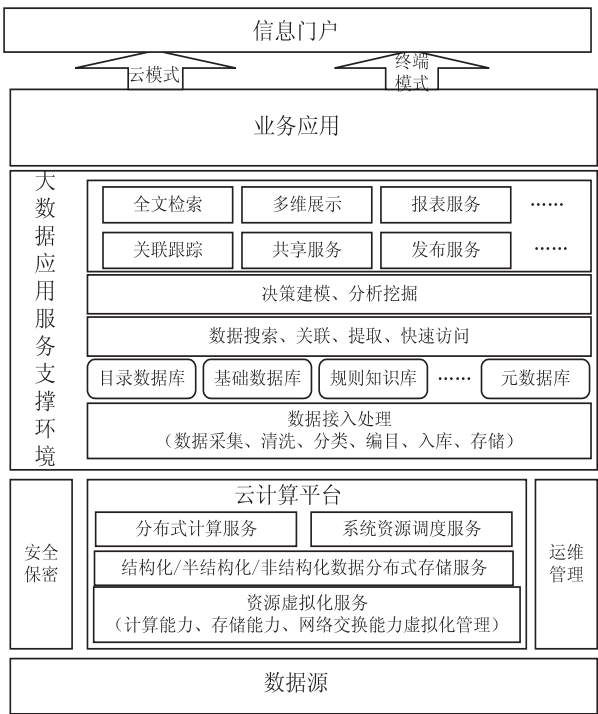 信息门户
云模式
终端
模式
业务应用
大数据应用服务支撑环境
全文检索
多维展示
报表服务
……
关联跟踪
共享服务
发布服务
……
决策建模、分析挖掘
数据搜索、关联、提取、快速访问
目录数据库
基础数据库
规则知识库
……
元数据库
数据接入处理
(数据采集、清洗、分类、编目、入库、存储)
安全
保密
云计算平台
分布式计算服务
系统资源调度服务
结构化/半结构化/非结构化数据分布式存储服务
资源虚拟化服务
(计算能力、存储能力、网络交换能力虚拟化管理)
运维
管理
数据源